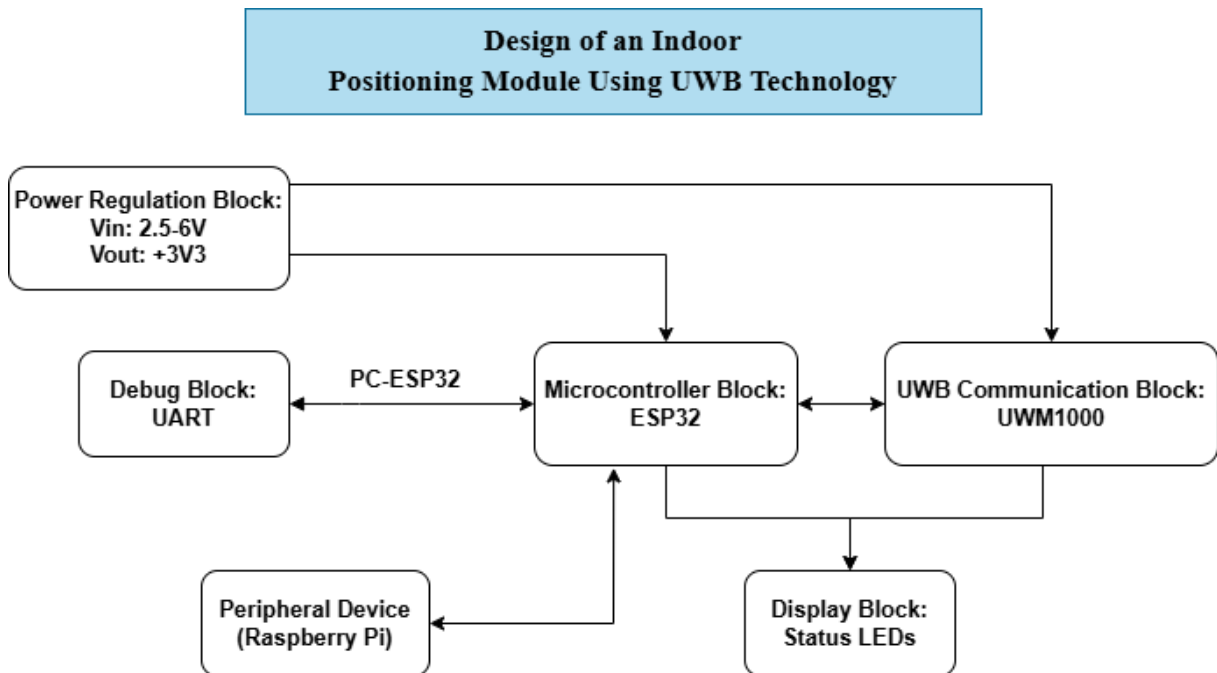 Design of an Indoor
Positioning Module Using UWB Technology
Power Regulation Block:
Vin: 2.5-6V
Vout: +3V3
Debug Block:
UART
PC-ESP32
Microcontroller Block:
ESP32
UWB Communication Block:
UWM1000
Peripheral Device
(Raspberry Pi)
Display Block:
Status LEDs